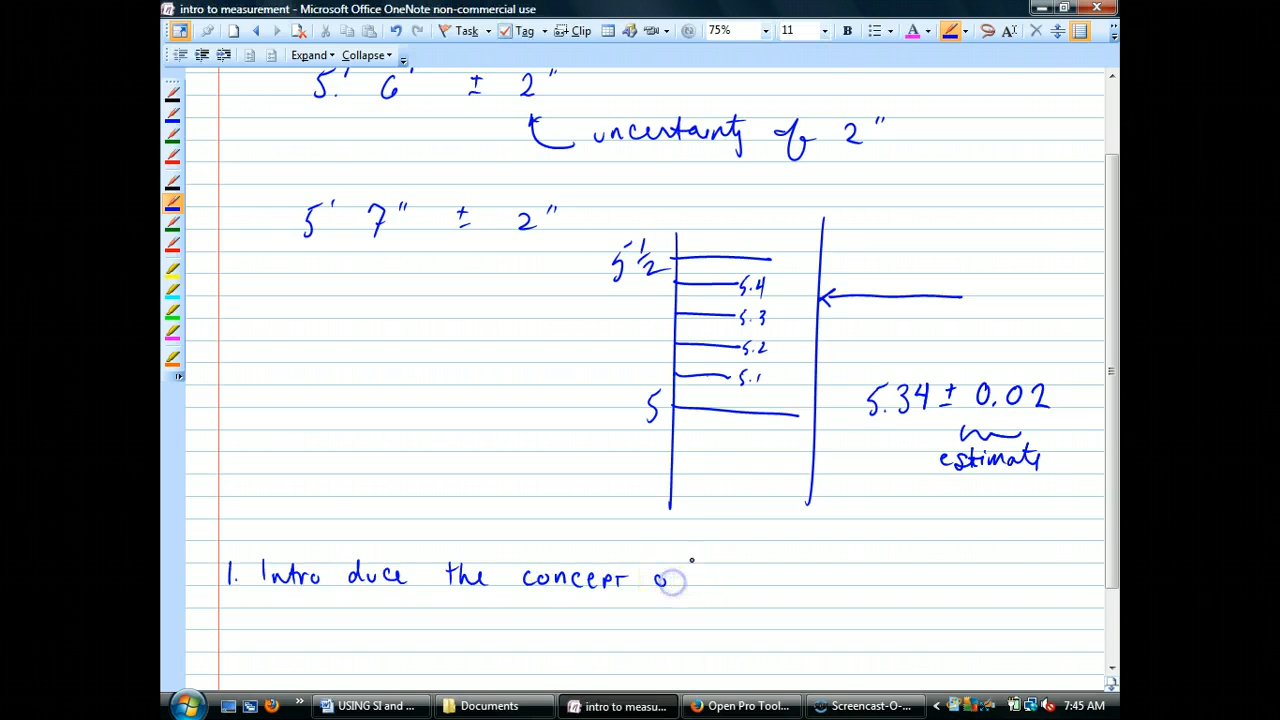 intro to measurement - Microsoft Office OneNote non-commercial use
Task Tag Clip 75% 11 B A
Expand Collapse
5' 6' ± 2"
uncertainty of 2"
5' 7" ± 2"
5 1/2
5.4
5.3
5.2
5.1
5
5.34 ± 0.02
estimate
1. Intro duce the concept o
USING SI and ... Documents intro to measu... Open Pro Tool... Screencast-O-... 7:45 AM